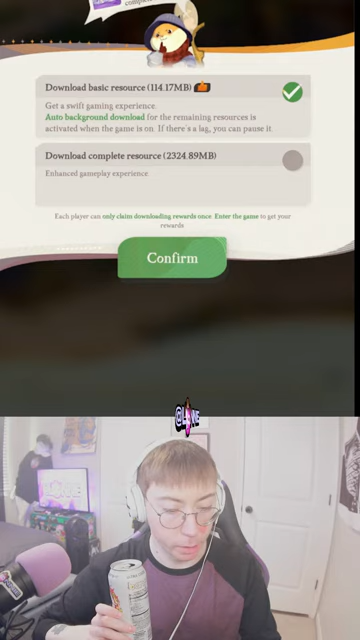 Download basic resource (114.17MB)
Get a swift gaming experience.
Auto background download for the remaining resources is
activated when the game is on. If there's a lag, you can pause it.
Download complete resource (2324.89MB)
Enhanced gameplay experience
Each player can only claim downloading rewards once. Enter the game to get your
rewards
Confirm